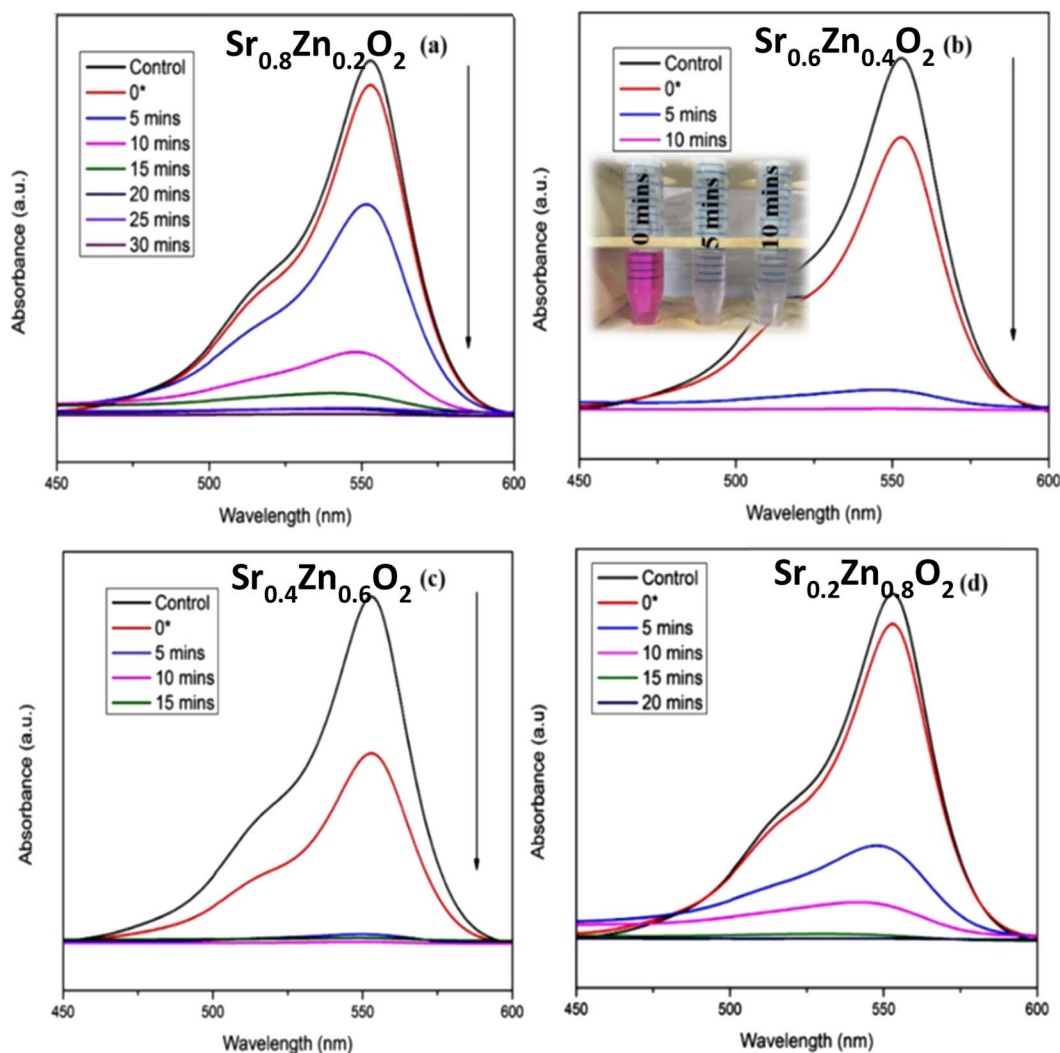 Sr0.8Zn0.2O2 (a)
Control
0*
5 mins
10 mins
15 mins
20 mins
25 mins
30 mins
Absorbance (a.u.)
450 500 550 600
Wavelength (nm)
Sr0.6Zn0.4O2 (b)
Control
0*
5 mins
10 mins
0 mins
5 mins
10 mins
Absorbance (a.u.)
450 500 550 600
Wavelength (nm)
Sr0.4Zn0.6O2 (c)
Control
0*
5 mins
10 mins
15 mins
Absorbance (a.u.)
450 500 550 600
Wavelength (nm)
Sr0.2Zn0.8O2 (d)
Control
0*
5 mins
10 mins
15 mins
20 mins
Absorbance (a.u)
450 500 550 600
Wavelength (nm)